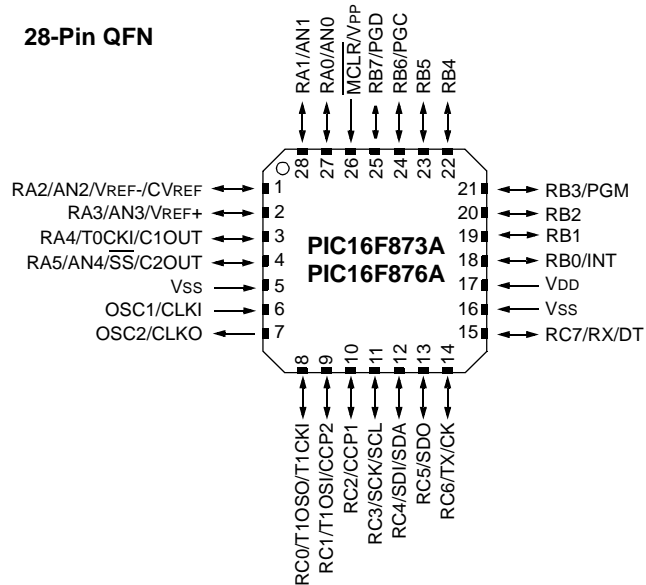 28-Pin QFN
RA1/AN1
RA0/AN0
MCLR/VPP
RB7/PGD
RB6/PGC
RB5
RB4
28
27
26
25
24
23
22
RA2/AN2/VREF-/CVREF
1
RA3/AN3/VREF+
2
RA4/T0CKI/C1OUT
3
RA5/AN4/SS/C2OUT
4
VSS
5
OSC1/CLKI
6
OSC2/CLKO
7
PIC16F873A
PIC16F876A
21
RB3/PGM
20
RB2
19
RB1
18
RB0/INT
17
VDD
16
VSS
15
RC7/RX/DT
8
9
10
11
12
13
14
RC0/T1OSO/T1CKI
RC1/T1OSI/CCP2
RC2/CCP1
RC3/SCK/SCL
RC4/SDI/SDA
RC5/SDO
RC6/TX/CK